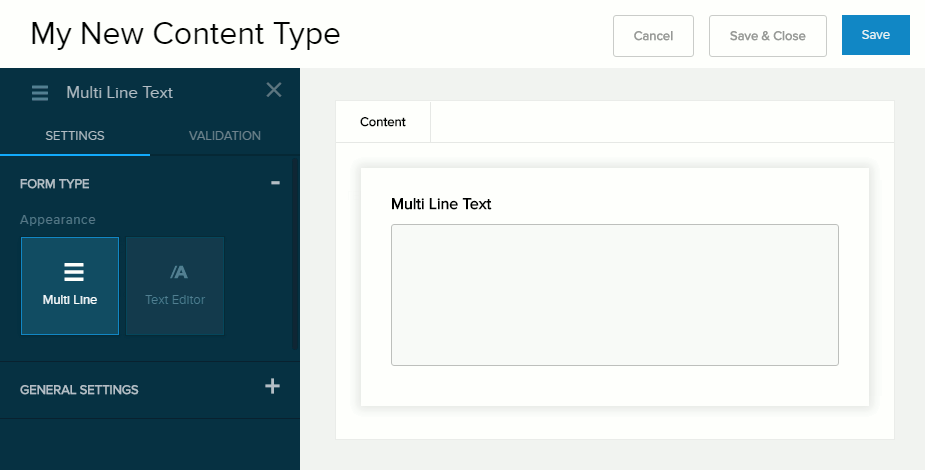 My New Content Type
Cancel
Save & Close
Save
Multi Line Text
SETTINGS
VALIDATION
FORM TYPE
Appearance
Multi Line
/A
Text Editor
GENERAL SETTINGS
Content
Multi Line Text